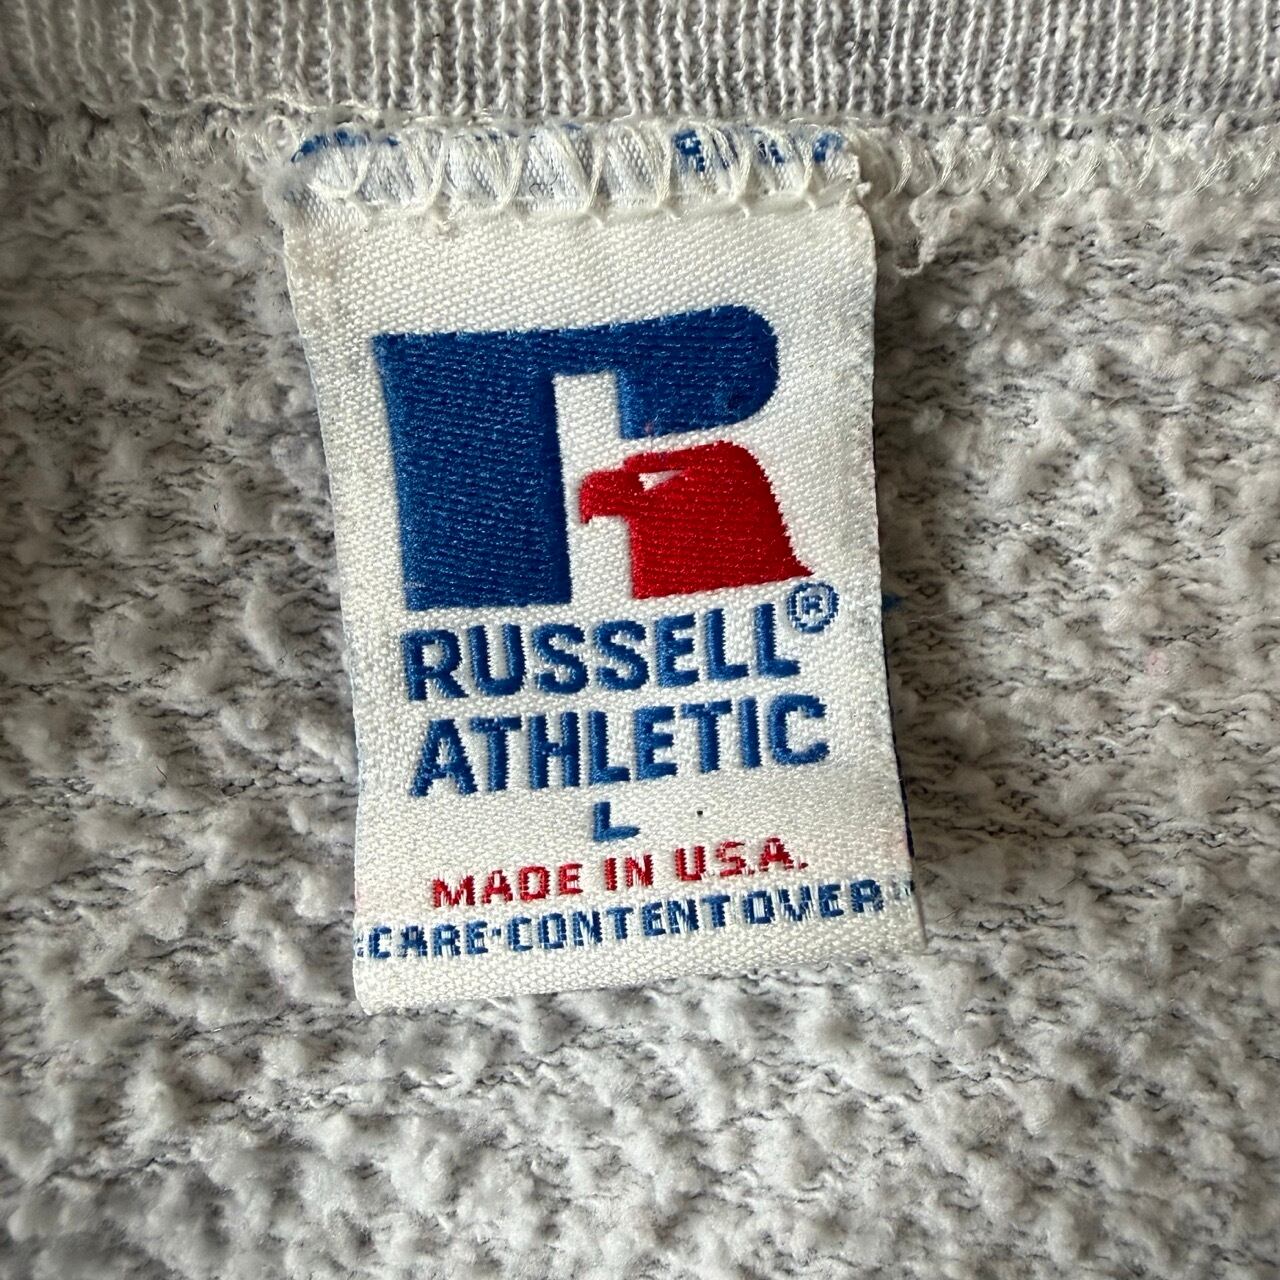 RUSSELL®
ATHLETIC
L
MADE IN U.S.A.
CARE·CONTENT OVER